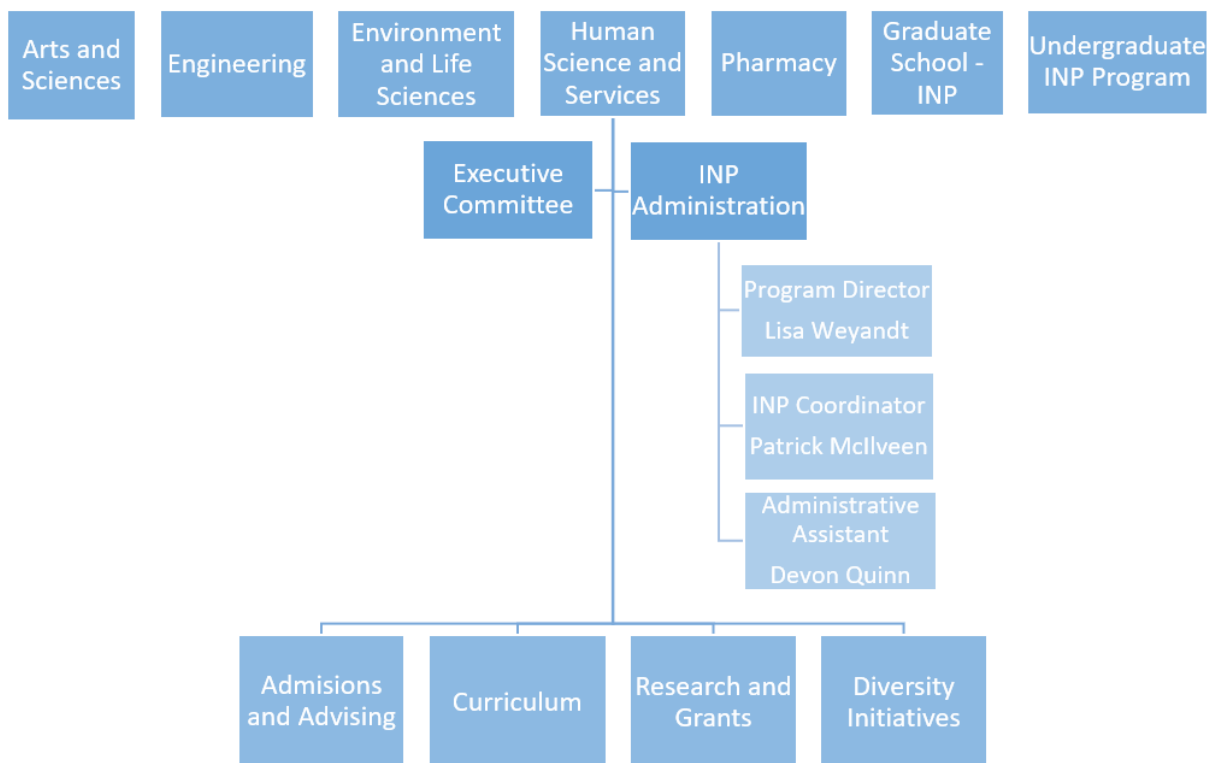 Arts and
Sciences
Engineering
Environment
and Life
Sciences
Human
Science and
Services
Pharmacy
Graduate
School -
INP
Undergraduate
INP Program
Executive
Committee
INP
Administration
Program Director
Lisa Weyandt
INP Coordinator
Patrick McIlveen
Administrative
Assistant
Devon Quinn
Admisions
and Advising
Curriculum
Research and
Grants
Diversity
Initiatives